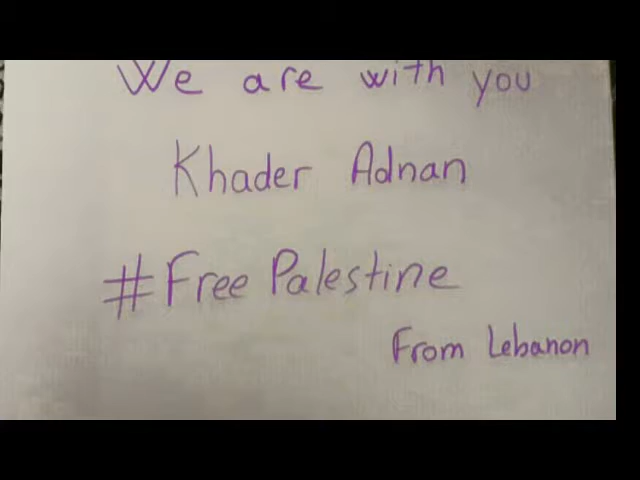 We are with you
Khader Adnan
#Free Palestine
From Lebanon